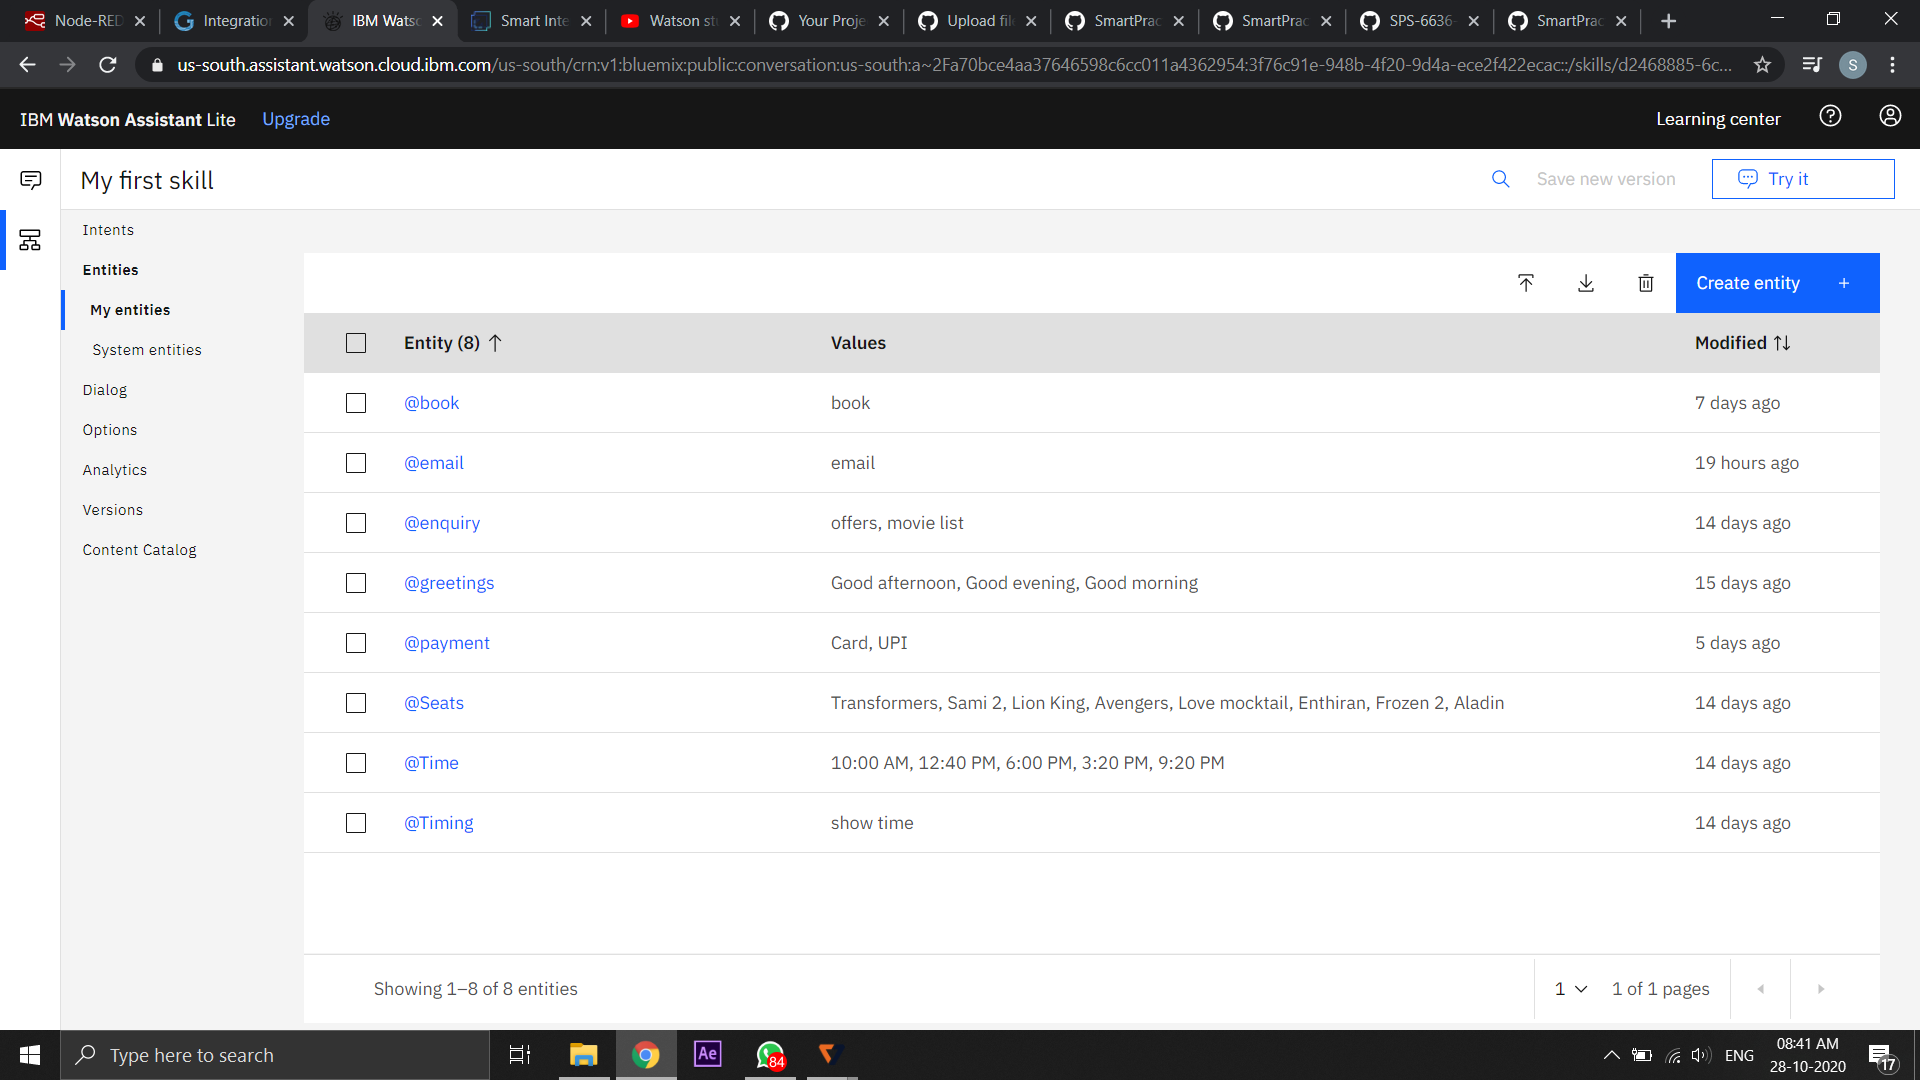 Node-RED
Integration
IBM Wats
Smart Inte
Watson st
Your Proje
Upload fil
SmartPrac
SmartPrac
SPS-6636-
SmartPrac
us-south.assistant.watson.cloud.ibm.com/us-south/crn:v1:bluemix:public:conversation:us-south:a~2Fa70bce4aa37646598c6cc011a4362954:3f76c91e-948b-4f20-9d4a-ece2f422ecac::/skills/d2468885-6c...
S
IBM Watson Assistant Lite Upgrade
Learning center
My first skill
Save new version
Try it
Intents
Entities
My entities
System entities
Dialog
Options
Analytics
Versions
Content Catalog
Create entity +
Entity (8) Values Modified
@book book 7 days ago
@email email 19 hours ago
@enquiry offers, movie list 14 days ago
@greetings Good afternoon, Good evening, Good morning 15 days ago
@payment Card, UPI 5 days ago
@Seats Transformers, Sami 2, Lion King, Avengers, Love mocktail, Enthiran, Frozen 2, Aladin 14 days ago
@Time 10:00 AM, 12:40 PM, 6:00 PM, 3:20 PM, 9:20 PM 14 days ago
@Timing show time 14 days ago
Showing 1–8 of 8 entities
1
1 of 1 pages
Type here to search
Ae
84
ENG
08:41 AM
28-10-2020
17